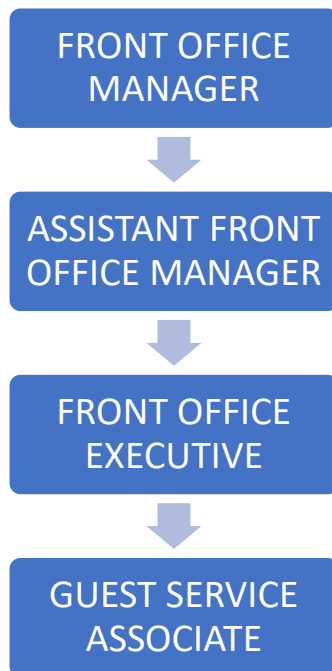 FRONT OFFICE
MANAGER
ASSISTANT FRONT
OFFICE MANAGER
FRONT OFFICE
EXECUTIVE
GUEST SERVICE
ASSOCIATE